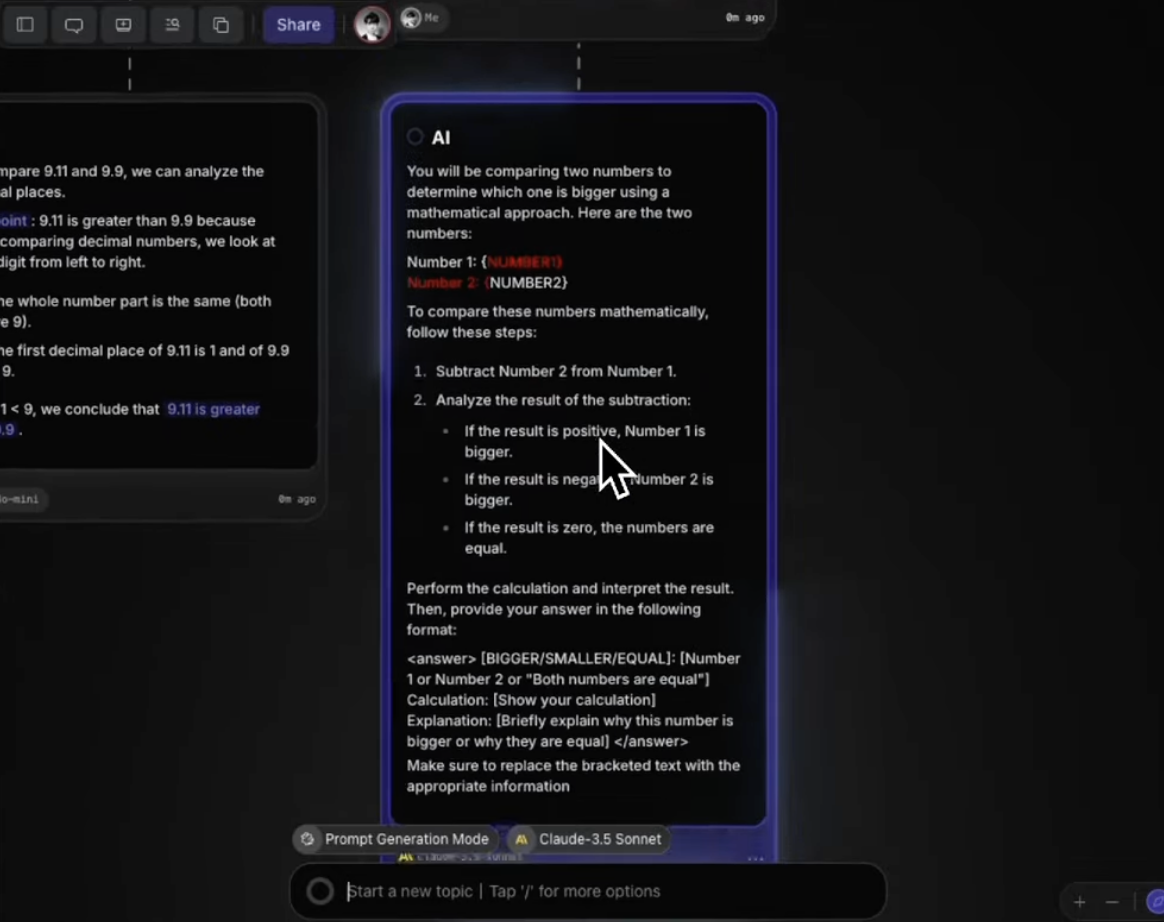 Share
Me
0m ago
mpare 9.11 and 9.9, we can analyze the
al places.
oint : 9.11 is greater than 9.9 because
comparing decimal numbers, we look at
digit from left to right.
ne whole number part is the same (both
e 9).
he first decimal place of 9.11 is 1 and of 9.9
9.
1 < 9, we conclude that 9.11 is greater
.9 .
o-mini
0m ago
AI
You will be comparing two numbers to
determine which one is bigger using a
mathematical approach. Here are the two
numbers:
Number 1: {NUMBER1}
Number 2: {NUMBER2}
To compare these numbers mathematically,
follow these steps:
1. Subtract Number 2 from Number 1.
2. Analyze the result of the subtraction:
If the result is positive, Number 1 is
bigger.
If the result is nega Number 2 is
bigger.
If the result is zero, the numbers are
equal.
Perform the calculation and interpret the result.
Then, provide your answer in the following
format:
<answer> [BIGGER/SMALLER/EQUAL]: [Number
1 or Number 2 or "Both numbers are equal"]
Calculation: [Show your calculation]
Explanation: [Briefly explain why this number is
bigger or why they are equal] </answer>
Make sure to replace the bracketed text with the
appropriate information
Prompt Generation Mode
Claude-3.5 Sonnet
Claude-3.5 Sonnet
Start a new topic | Tap '/' for more options